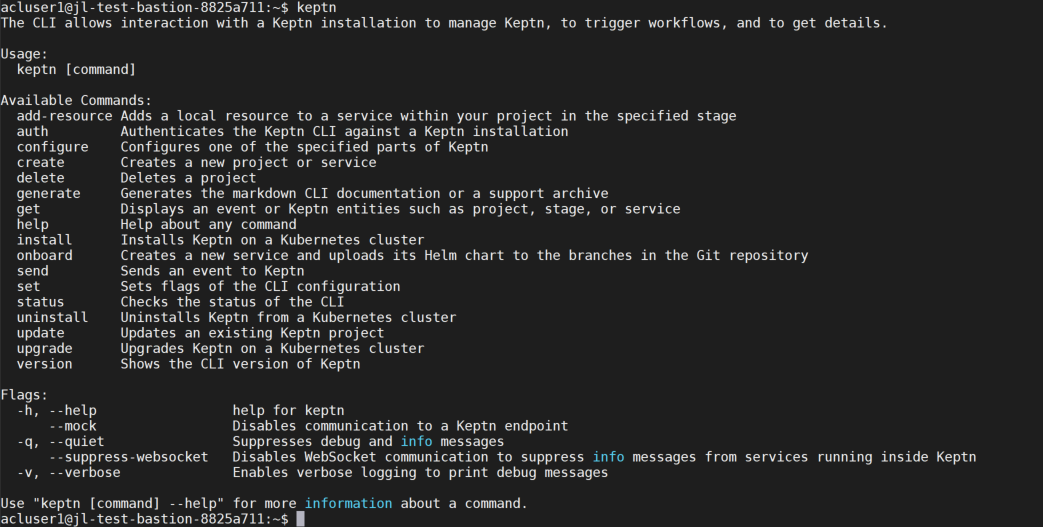 acluser1@jl-test-bastion-8825a711:~$ keptn
The CLI allows interaction with a Keptn installation to manage Keptn, to trigger workflows, and to get details.

Usage:
  keptn [command]

Available Commands:
  add-resource Adds a local resource to a service within your project in the specified stage
  auth         Authenticates the Keptn CLI against a Keptn installation
  configure    Configures one of the specified parts of Keptn
  create       Creates a new project or service
  delete       Deletes a project
  generate     Generates the markdown CLI documentation or a support archive
  get          Displays an event or Keptn entities such as project, stage, or service
  help         Help about any command
  install      Installs Keptn on a Kubernetes cluster
  onboard      Creates a new service and uploads its Helm chart to the branches in the Git repository
  send         Sends an event to Keptn
  set          Sets flags of the CLI configuration
  status       Checks the status of the CLI
  uninstall    Uninstalls Keptn from a Kubernetes cluster
  update       Updates an existing Keptn project
  upgrade      Upgrades Keptn on a Kubernetes cluster
  version      Shows the CLI version of Keptn

Flags:
  -h, --help                 help for keptn
      --mock                 Disables communication to a Keptn endpoint
  -q, --quiet                Suppresses debug and info messages
      --suppress-websocket   Disables WebSocket communication to suppress info messages from services running inside Keptn
  -v, --verbose              Enables verbose logging to print debug messages

Use "keptn [command] --help" for more information about a command.
acluser1@jl-test-bastion-8825a711:~$